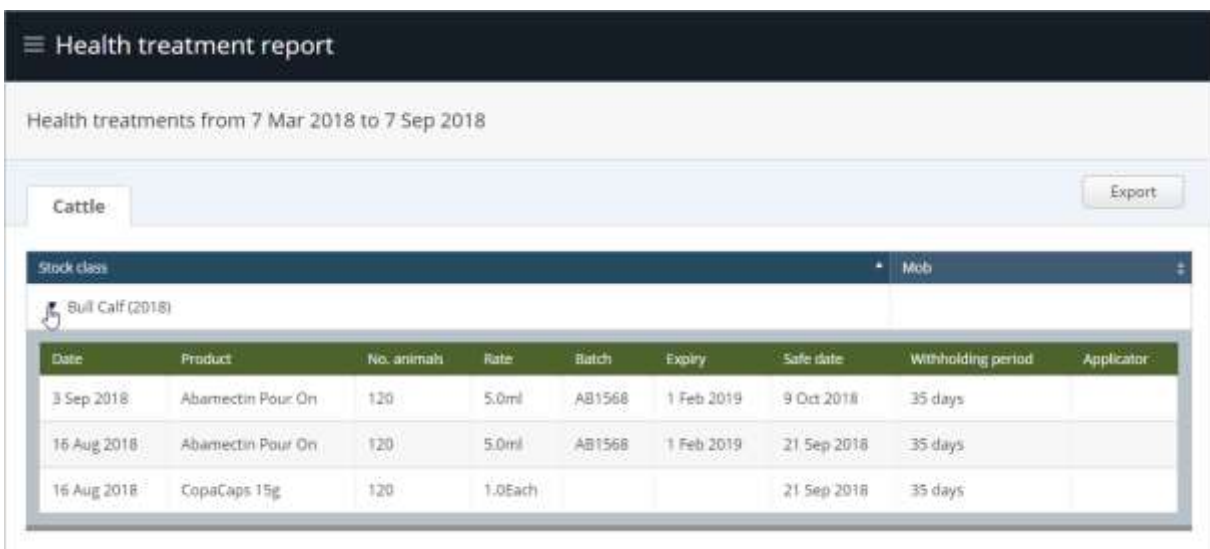 Health treatment report
Health treatments from 7 Mar 2018 to 7 Sep 2018
Cattle Export
Stock class Mob
Bull Calf (2018)
Date Product No. animals Rate Batch Expiry Safe date Withholding period Applicator
3 Sep 2018 Abamectin Pour On 120 5.0ml AB1568 1 Feb 2019 9 Oct 2018 35 days
16 Aug 2018 Abamectin Pour On 120 5.0ml AB1568 1 Feb 2019 21 Sep 2018 35 days
16 Aug 2018 CopaCaps 15g 120 1.0Each 21 Sep 2018 35 days